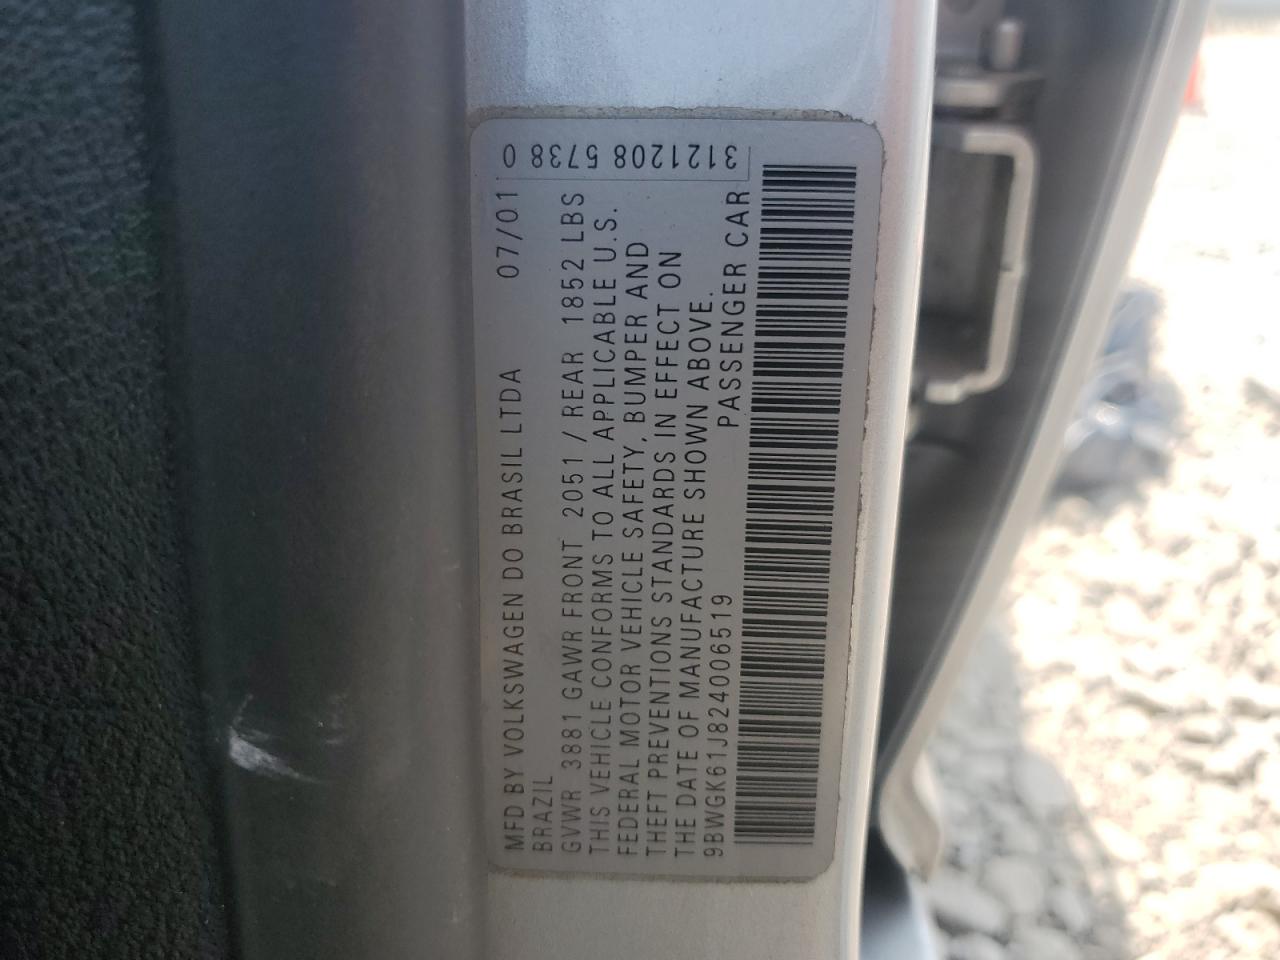 MFD BY VOLKSWAGEN DO BRASIL LTDA 07/01
BRAZIL
GVWR 3881 GAWR FRONT 2051 / REAR 1852 LBS
THIS VEHICLE CONFORMS TO ALL APPLICABLE U.S.
FEDERAL MOTOR VEHICLE SAFETY, BUMPER AND
THEFT PREVENTIONS STANDARDS IN EFFECT ON
THE DATE OF MANUFACTURE SHOWN ABOVE.
9BWGK61J824006519 PASSENGER CAR
3121208 5738 0